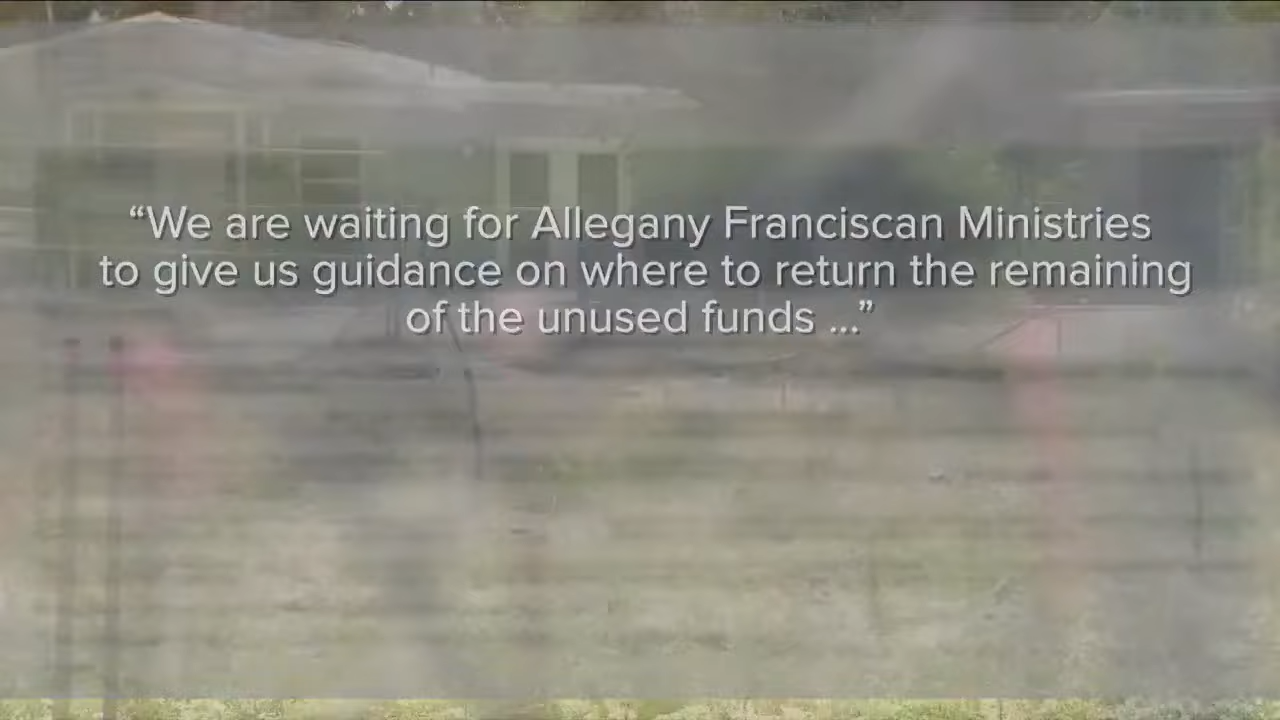 “We are waiting for Allegany Franciscan Ministries
to give us guidance on where to return the remaining
of the unused funds ...”